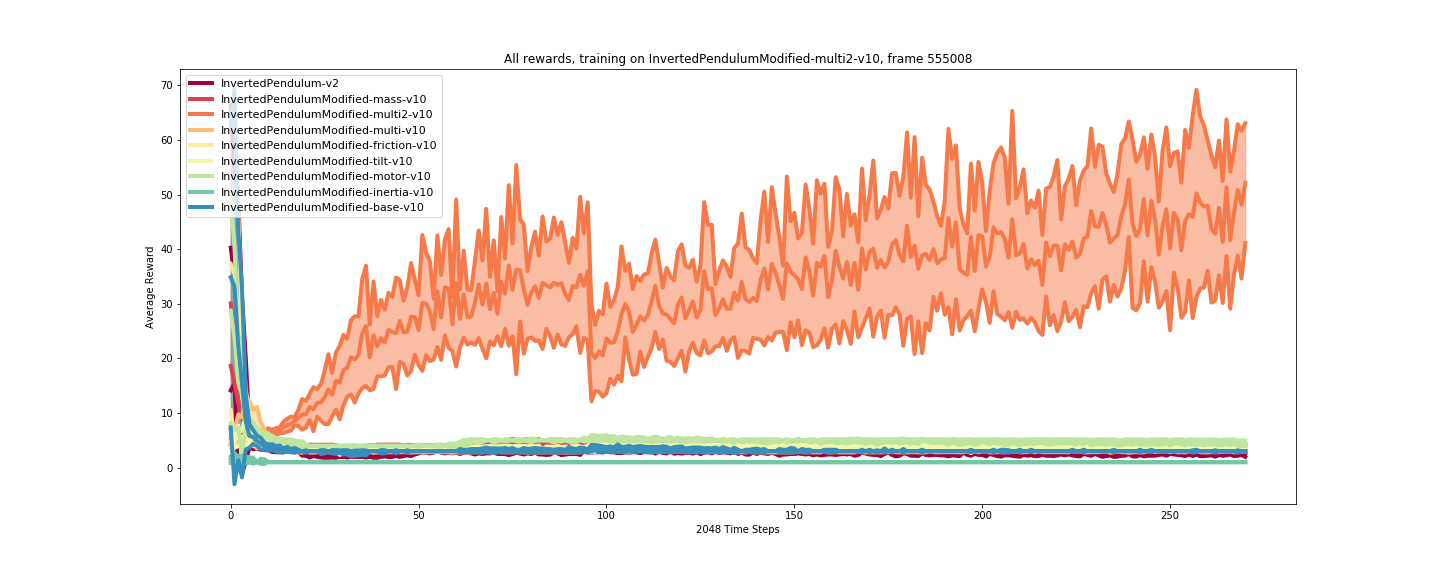 All rewards, training on InvertedPendulumModified-multi2-v10, frame 555008
InvertedPendulum-v2
InvertedPendulumModified-mass-v10
InvertedPendulumModified-multi2-v10
InvertedPendulumModified-multi-v10
InvertedPendulumModified-friction-v10
InvertedPendulumModified-tilt-v10
InvertedPendulumModified-motor-v10
InvertedPendulumModified-inertia-v10
InvertedPendulumModified-base-v10
70
60
50
40
30
20
10
0
Average Reward
0 50 100 150 200 250
2048 Time Steps